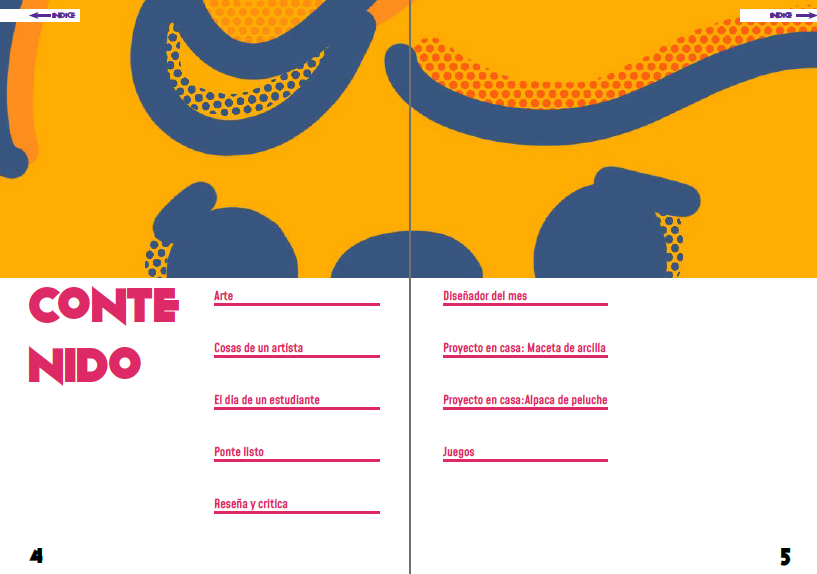 INDICE
INDICE
CONTE
NIDO
Arte
Cosas de un artista
El día de un estudiante
Ponte listo
Reseña y critica
Diseñador del mes
Proyecto en casa: Maceta de arcilla
Proyecto en casa:Alpaca de peluche
Juegos
4
5